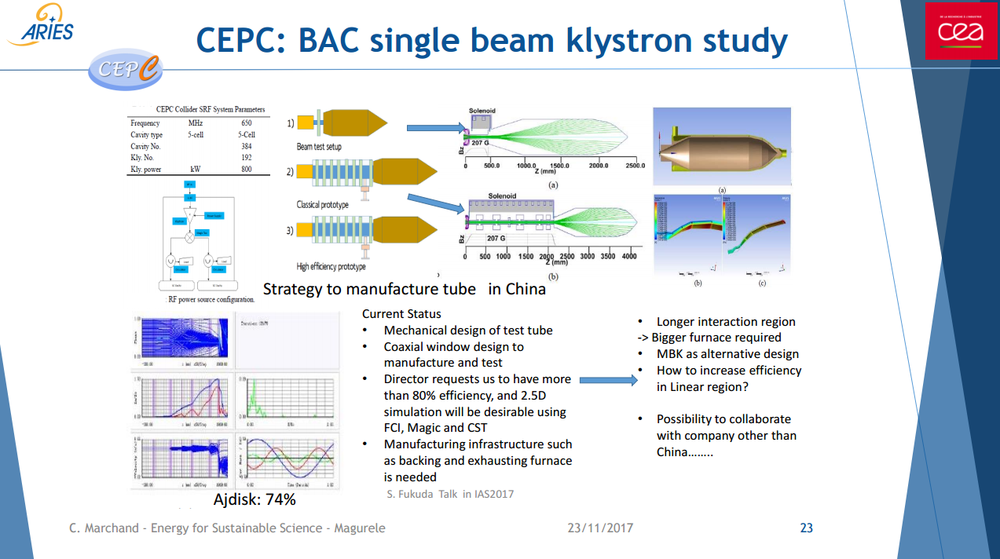 ARIES
CEPC
CEPC: BAC single beam klystron study
DE LA RECHERCHE À L'INDUSTRIE
cea
CEPC Collider SRF System Parameters
Frequency MHz 650
Cavity type 5-cell 5-Cell
Cavity No. 384
Kly. No. 192
Kly. power kW 800
RF power source configuration.
1)
Beam test setup
2)
Classical prototype
3)
High efficiency prototype
Solenoid
207 G
Bz
0 500.0 1000.0 1500.0 2000.0 2500.0
Z (mm)
(a)
Solenoid
207 G
Bz
0 500 1000 1500 2000 2500 3000 3500 4000
Z (mm)
(b)
(a)
(b) (c)
Strategy to manufacture tube in China
Ajdisk: 74%
Current Status
• Mechanical design of test tube
• Coaxial window design to
manufacture and test
• Director requests us to have more
than 80% efficiency, and 2.5D
simulation will be desirable using
FCI, Magic and CST
• Manufacturing infrastructure such
as backing and exhausting furnace
is needed
S. Fukuda Talk in IAS2017
• Longer interaction region
-> Bigger furnace required
• MBK as alternative design
• How to increase efficiency
in Linear region?
• Possibility to collaborate
with company other than
China........
C. Marchand - Energy for Sustainable Science - Magurele
23/11/2017
23